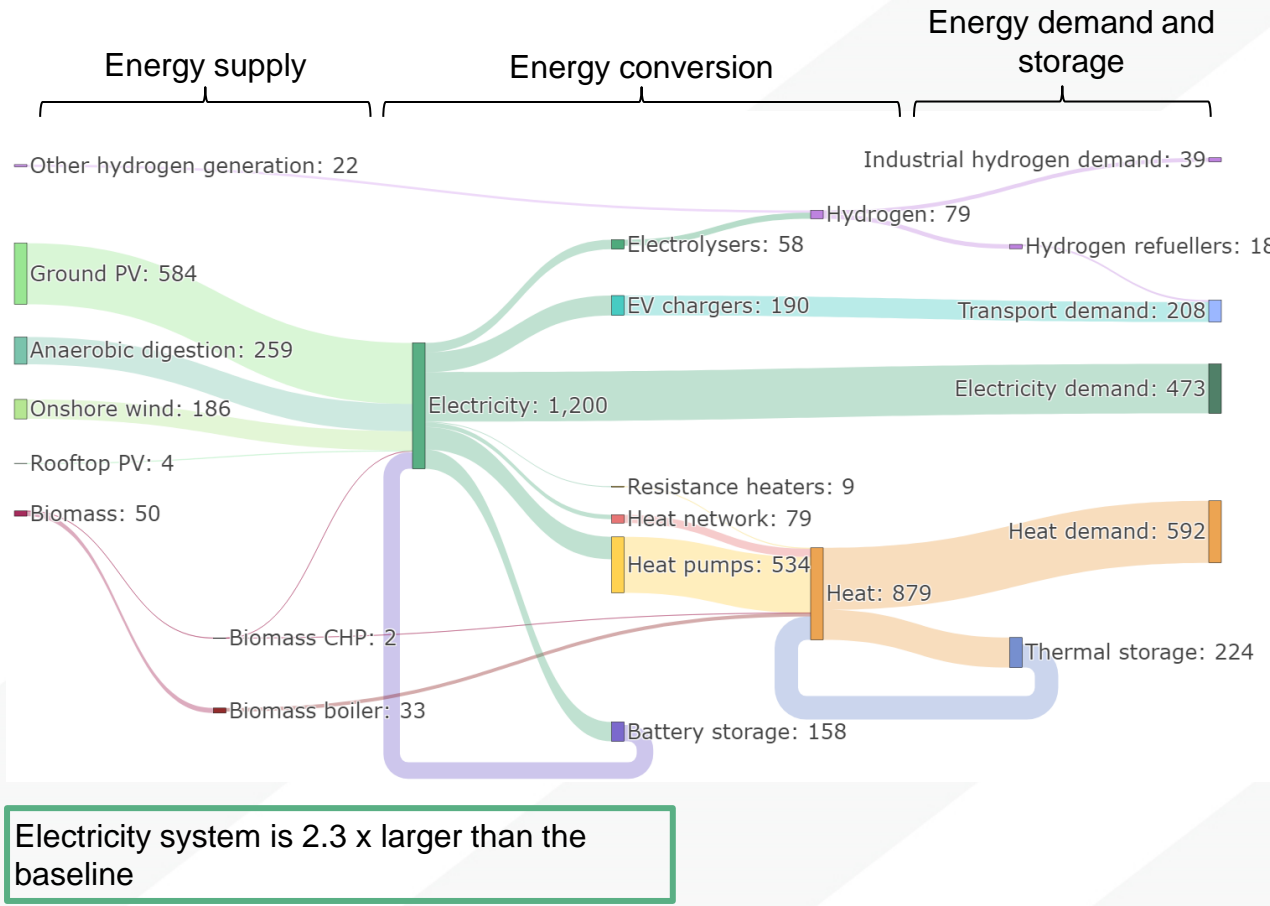 Energy supply
Energy conversion
Energy demand and
storage
Other hydrogen generation: 22
Industrial hydrogen demand: 39
Hydrogen: 79
Electrolysers: 58
Hydrogen refuellers: 18
Ground PV: 584
EV chargers: 190
Transport demand: 208
Anaerobic digestion: 259
Electricity demand: 473
Onshore wind: 186
Electricity: 1,200
Rooftop PV: 4
Resistance heaters: 9
Biomass: 50
Heat network: 79
Heat demand: 592
Heat pumps: 534
Heat: 879
Biomass CHP: 2
Thermal storage: 224
Biomass boiler: 33
Battery storage: 158
Electricity system is 2.3 x larger than the
baseline